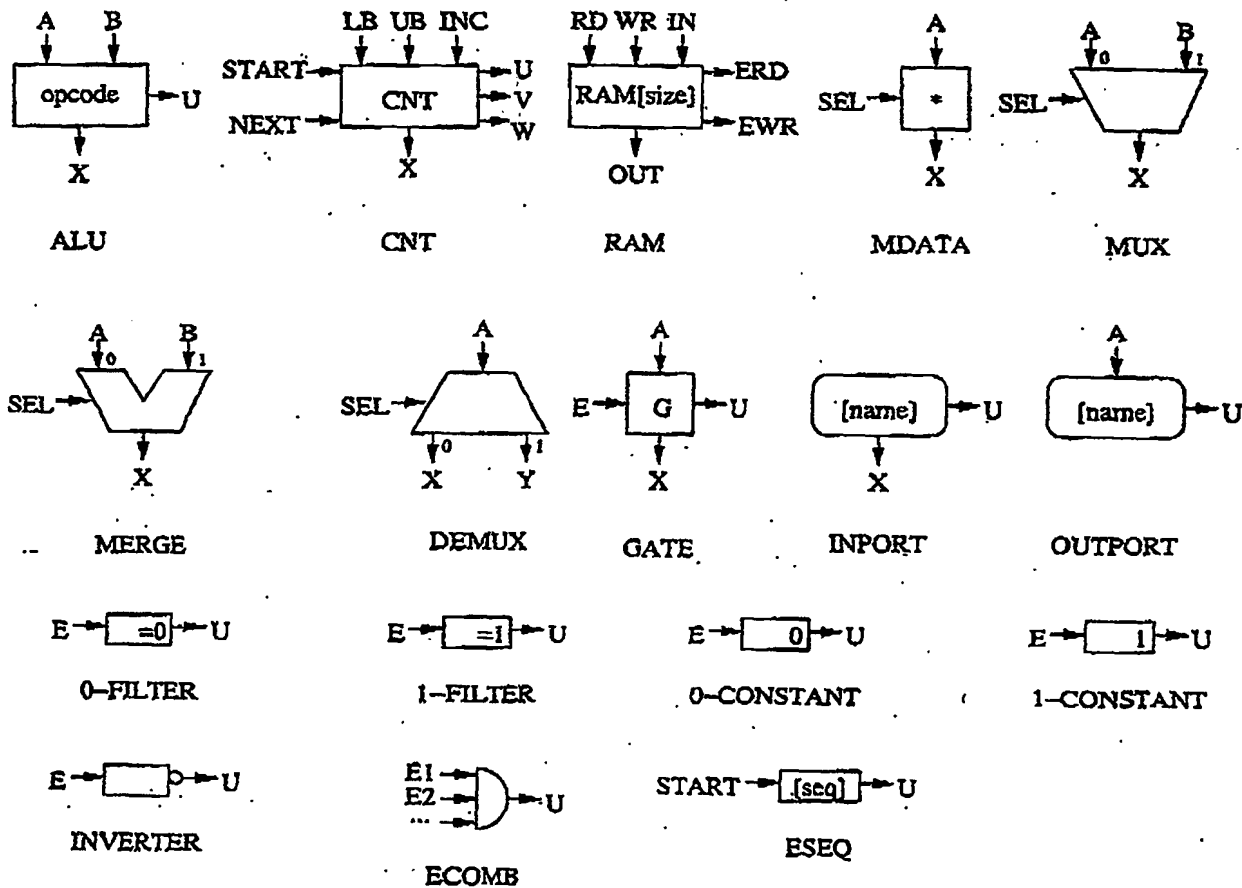 A B LB UB INC RD WR IN A A B
0 1
opcode U START CNT U RAM[size] ERD SEL * SEL
V
NEXT W EWR
X X OUT X X
ALU CNT RAM MDATA MUX
A B A A A
0 1
SEL SEL E G U [name] U [name] U
0 1
X X Y X X
MERGE DEMUX GATE INPORT OUTPORT
E =0 U E =1 U E 0 U E 1 U
0-FILTER 1-FILTER 0-CONSTANT 1-CONSTANT
E U E1 START [seq] U
E2 U
...
INVERTER ESEQ
ECOMB